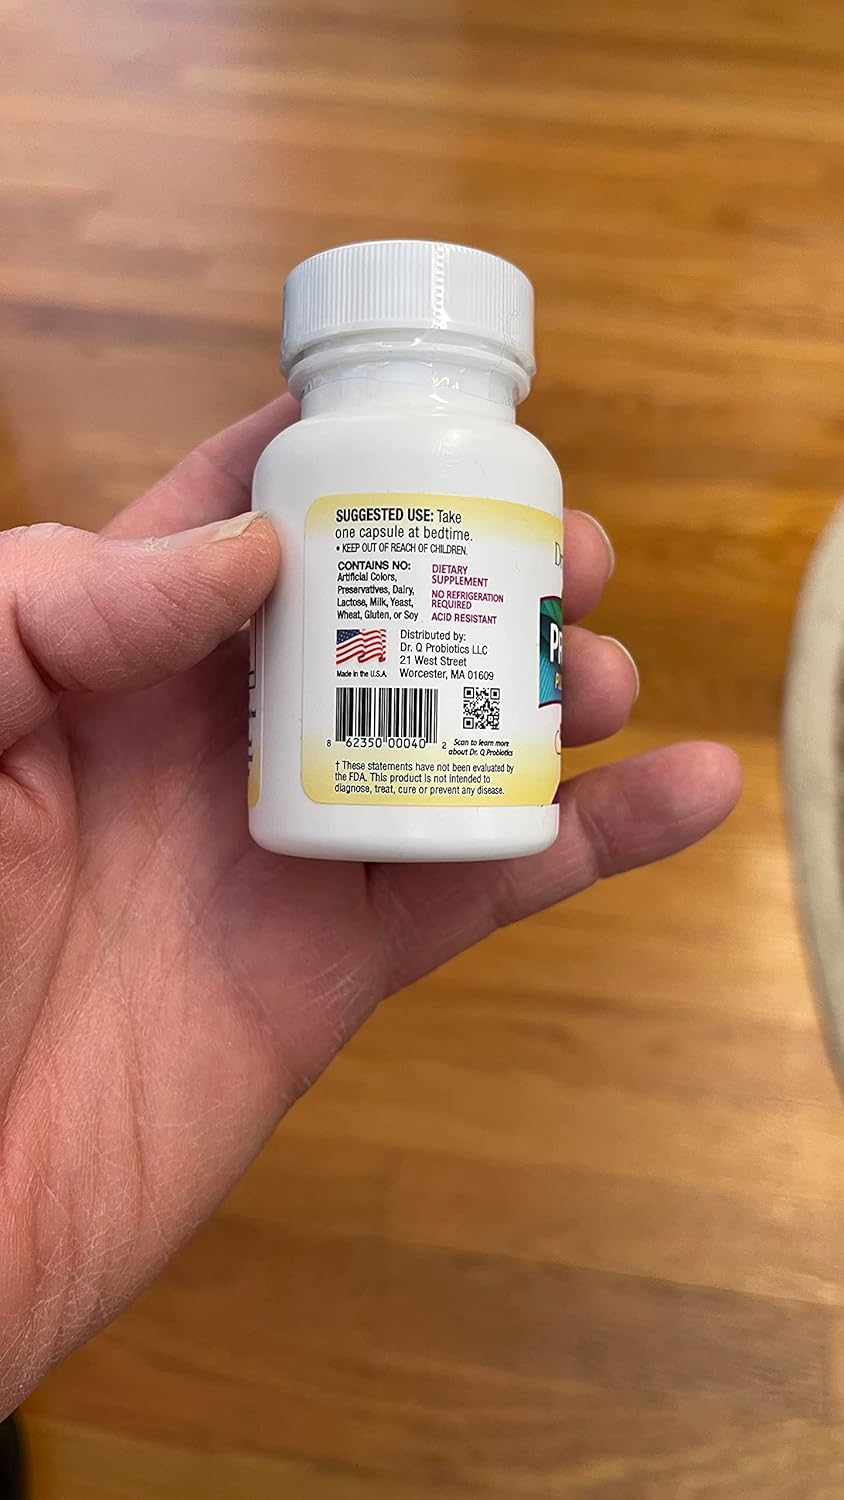 SUGGESTED USE: Take
one capsule at bedtime.
• KEEP OUT OF REACH OF CHILDREN.
CONTAINS NO:
Artificial Colors,
Preservatives, Dairy,
Lactose, Milk, Yeast,
Wheat, Gluten, or Soy
DIETARY
SUPPLEMENT
NO REFRIGERATION
REQUIRED
ACID RESISTANT
Made in the U.S.A.
Distributed by:
Dr. Q Probiotics LLC
21 West Street
Worcester, MA 01609
8 62350 00040 2
Scan to learn more
about Dr. Q Probiotics
† These statements have not been evaluated by
the FDA. This product is not intended to
diagnose, treat, cure or prevent any disease.